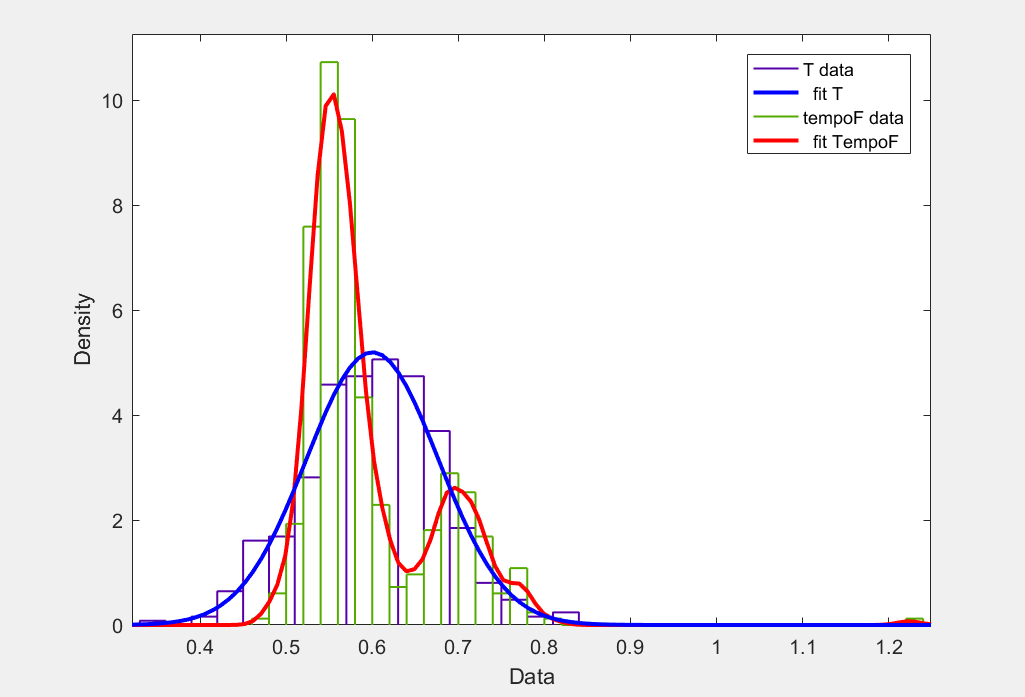 T data
fit T
tempoF data
fit TempoF
10
8
6
4
2
0
Density
0.4 0.5 0.6 0.7 0.8 0.9 1 1.1 1.2
Data